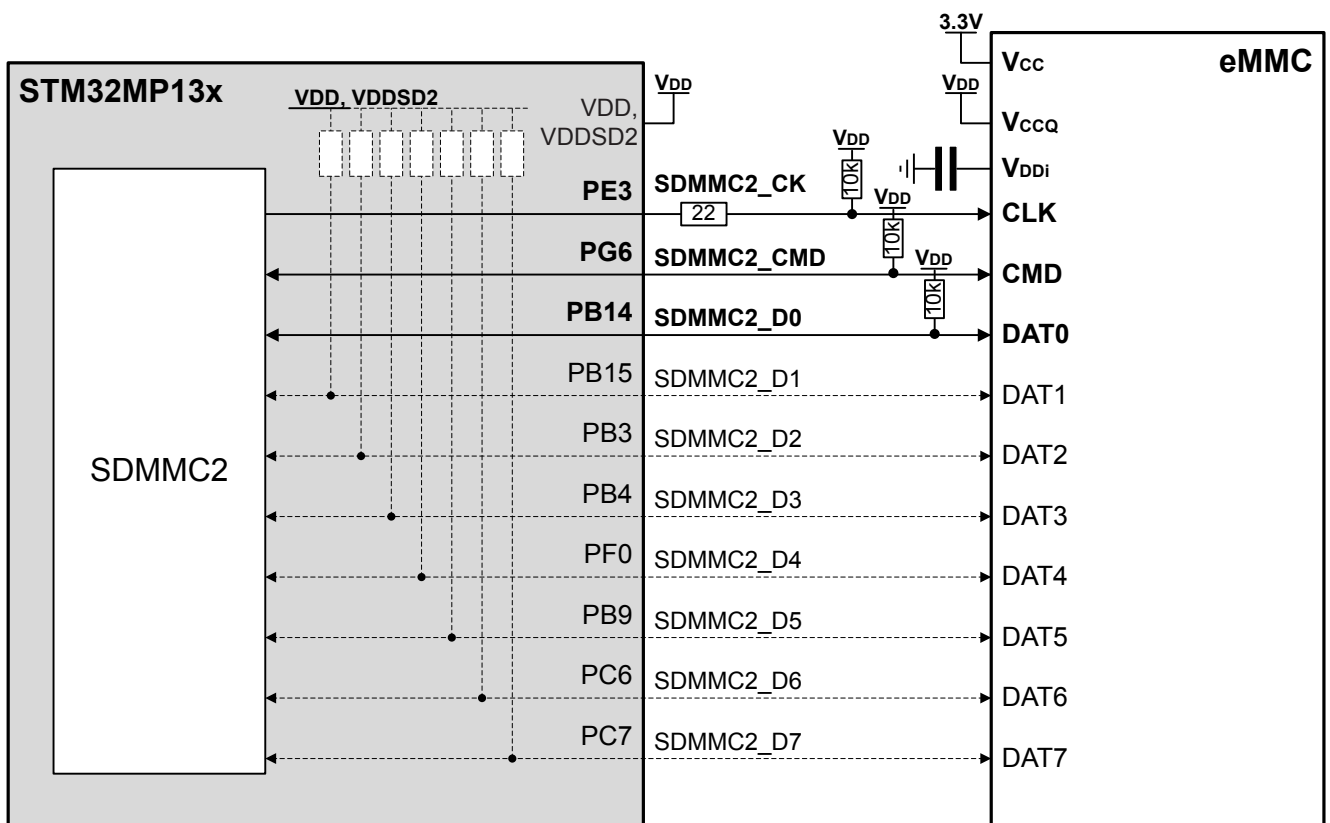 3.3V
STM32MP13x
VDD, VDDSD2
VDD,
VDDSD2
VDD
VCC
eMMC
VDD
VCCQ
VDD
VDDi
PE3
SDMMC2_CK
22
10k
CLK
VDD
10k
PG6
SDMMC2_CMD
CMD
VDD
10k
PB14
SDMMC2_D0
DAT0
PB15
SDMMC2_D1
DAT1
PB3
SDMMC2_D2
DAT2
SDMMC2
PB4
SDMMC2_D3
DAT3
PF0
SDMMC2_D4
DAT4
PB9
SDMMC2_D5
DAT5
PC6
SDMMC2_D6
DAT6
PC7
SDMMC2_D7
DAT7